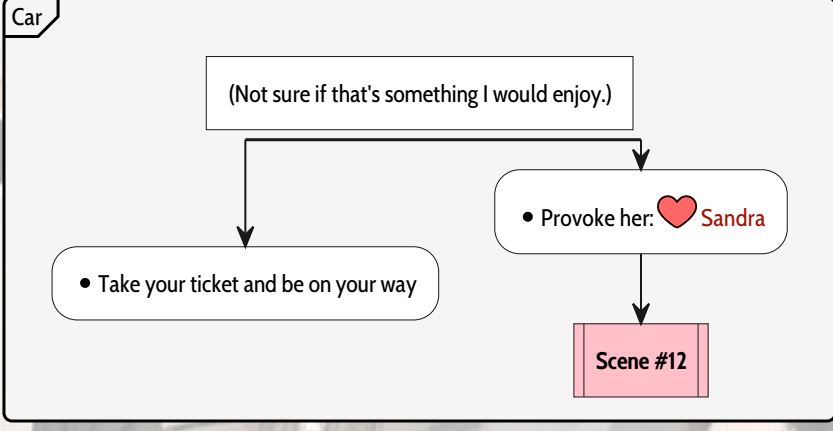 Car
(Not sure if that's something I would enjoy.)
• Provoke her: Sandra
• Take your ticket and be on your way
Scene #12